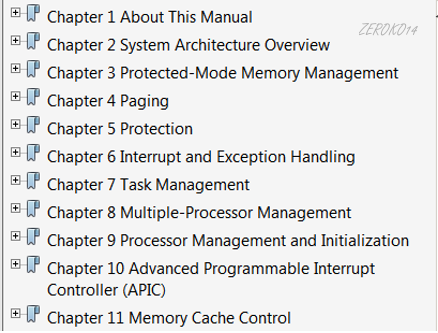 Chapter 1 About This Manual
ZEROKO14
Chapter 2 System Architecture Overview
Chapter 3 Protected-Mode Memory Management
Chapter 4 Paging
Chapter 5 Protection
Chapter 6 Interrupt and Exception Handling
Chapter 7 Task Management
Chapter 8 Multiple-Processor Management
Chapter 9 Processor Management and Initialization
Chapter 10 Advanced Programmable Interrupt
Controller (APIC)
Chapter 11 Memory Cache Control